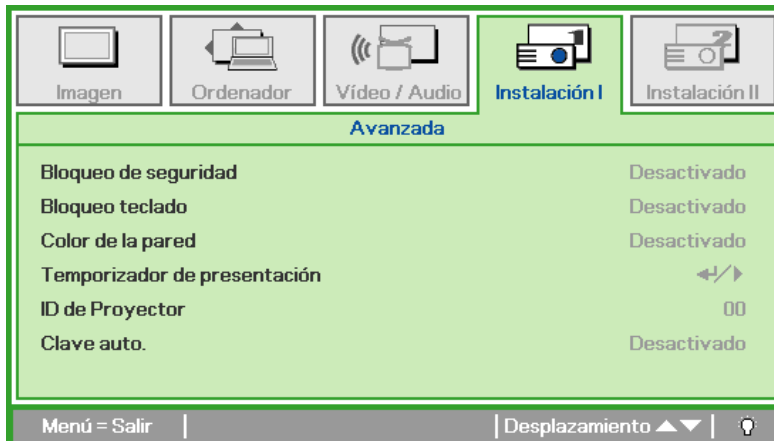 Imagen
Ordenador
Vídeo / Audio
Instalación I
Instalación II
Avanzada
Bloqueo de seguridad Desactivado
Bloqueo teclado Desactivado
Color de la pared Desactivado
Temporizador de presentación
ID de Proyector 00
Clave auto. Desactivado
Menú = Salir Desplazamiento